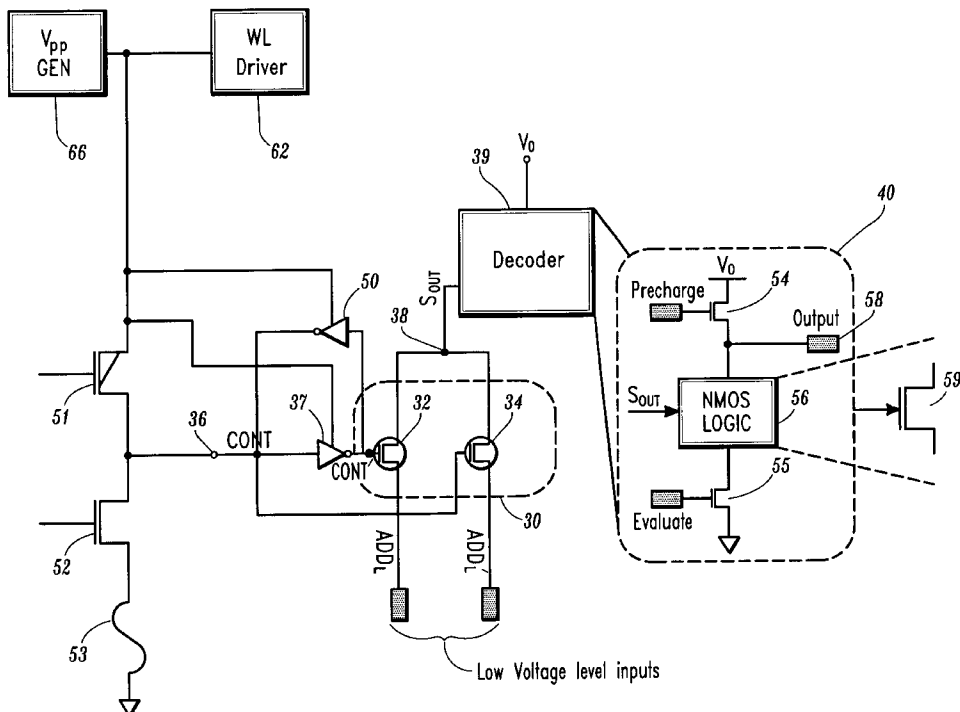 Vpp
GEN
WL
Driver
66
62
V0
39
Decoder
40
V0
54
Precharge
58
Output
SOUT
50
38
51
32
34
SOUT
NMOS
LOGIC
56
59
36
CONT
37
CONT
55
Evaluate
52
30
ADDL
ADDL'
53
Low Voltage level inputs